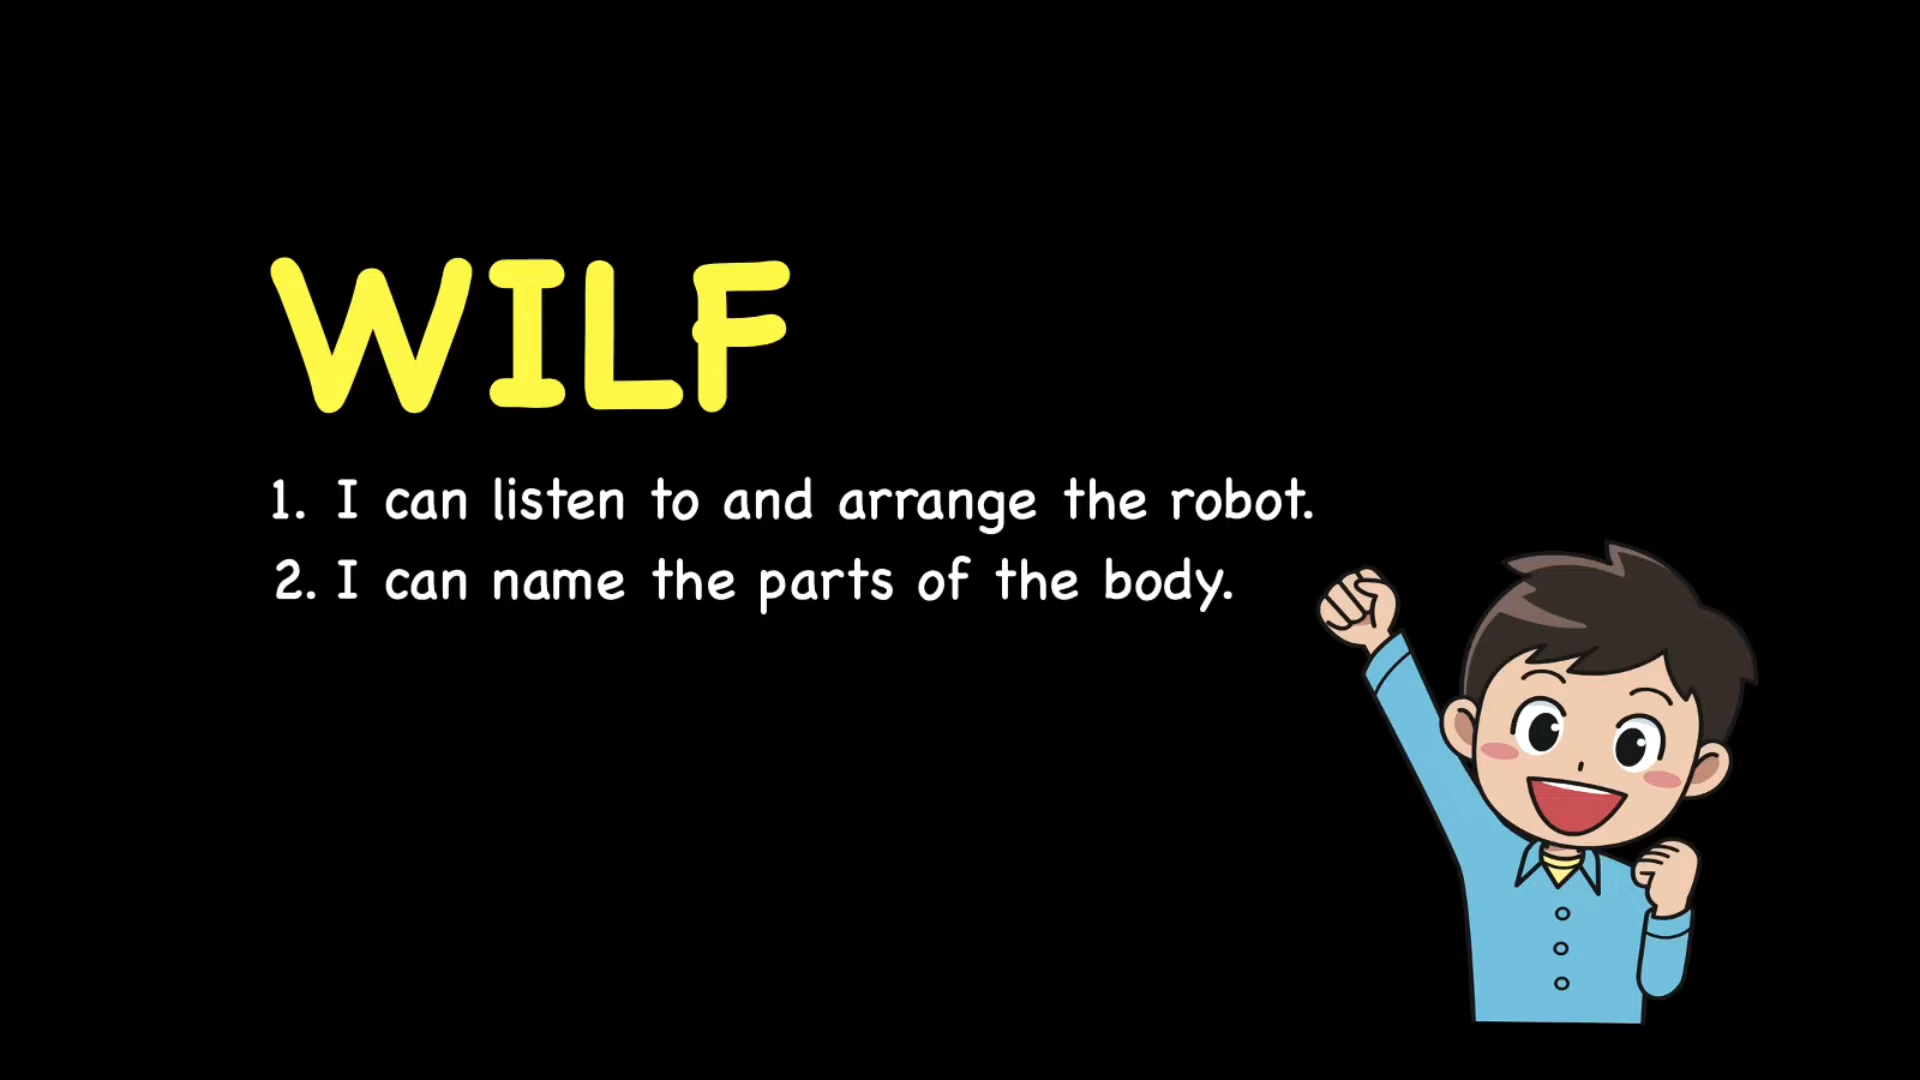 WILF
1. I can listen to and arrange the robot.
2. I can name the parts of the body.